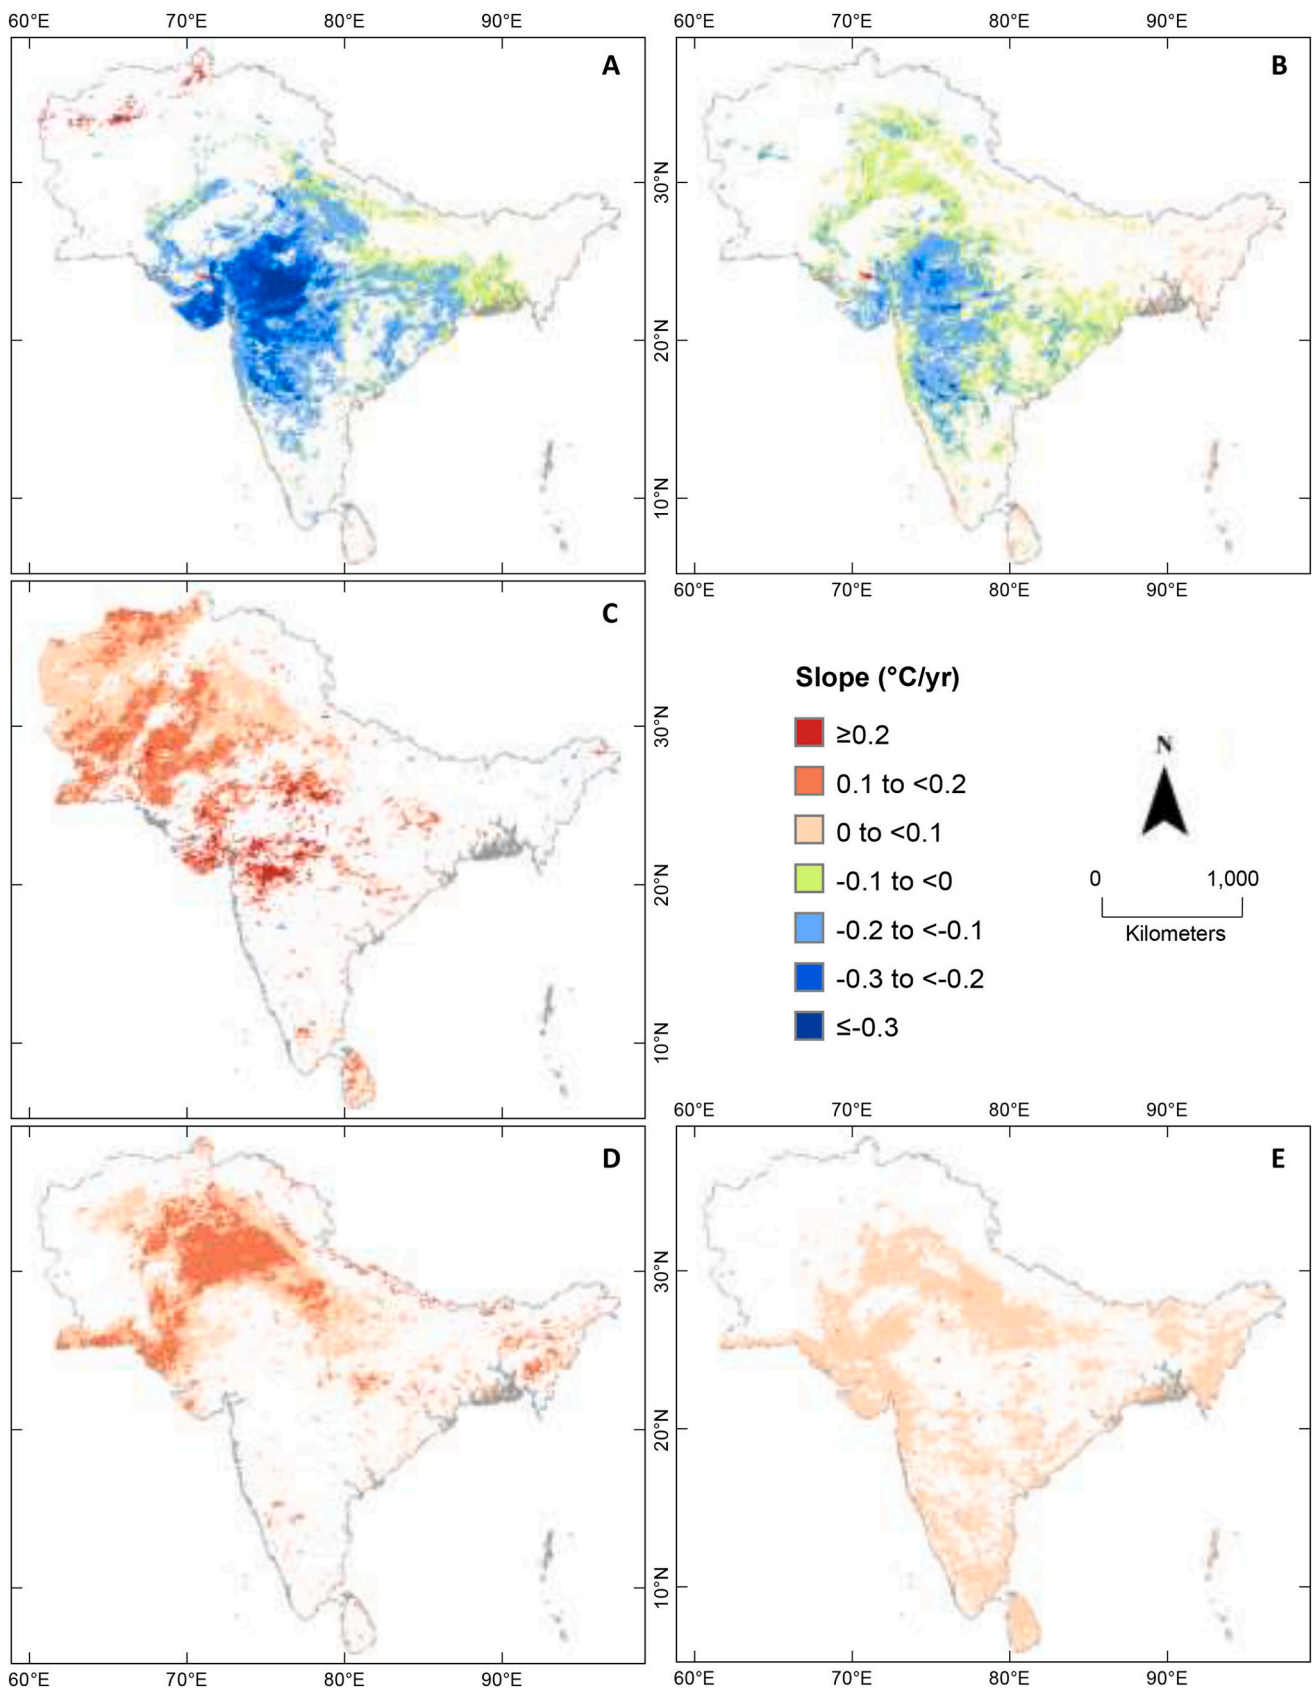 60°E 70°E 80°E 90°E 60°E 70°E 80°E 90°E
A
B
30°N
20°N
10°N
60°E 70°E 80°E 90°E
C
30°N
20°N
10°N
Slope (°C/yr)
≥0.2
0.1 to <0.2
0 to <0.1
-0.1 to <0
-0.2 to <-0.1
-0.3 to <-0.2
≤-0.3
N
0 1,000
Kilometers
60°E 70°E 80°E 90°E
D
E
30°N
20°N
10°N
60°E 70°E 80°E 90°E 60°E 70°E 80°E 90°E